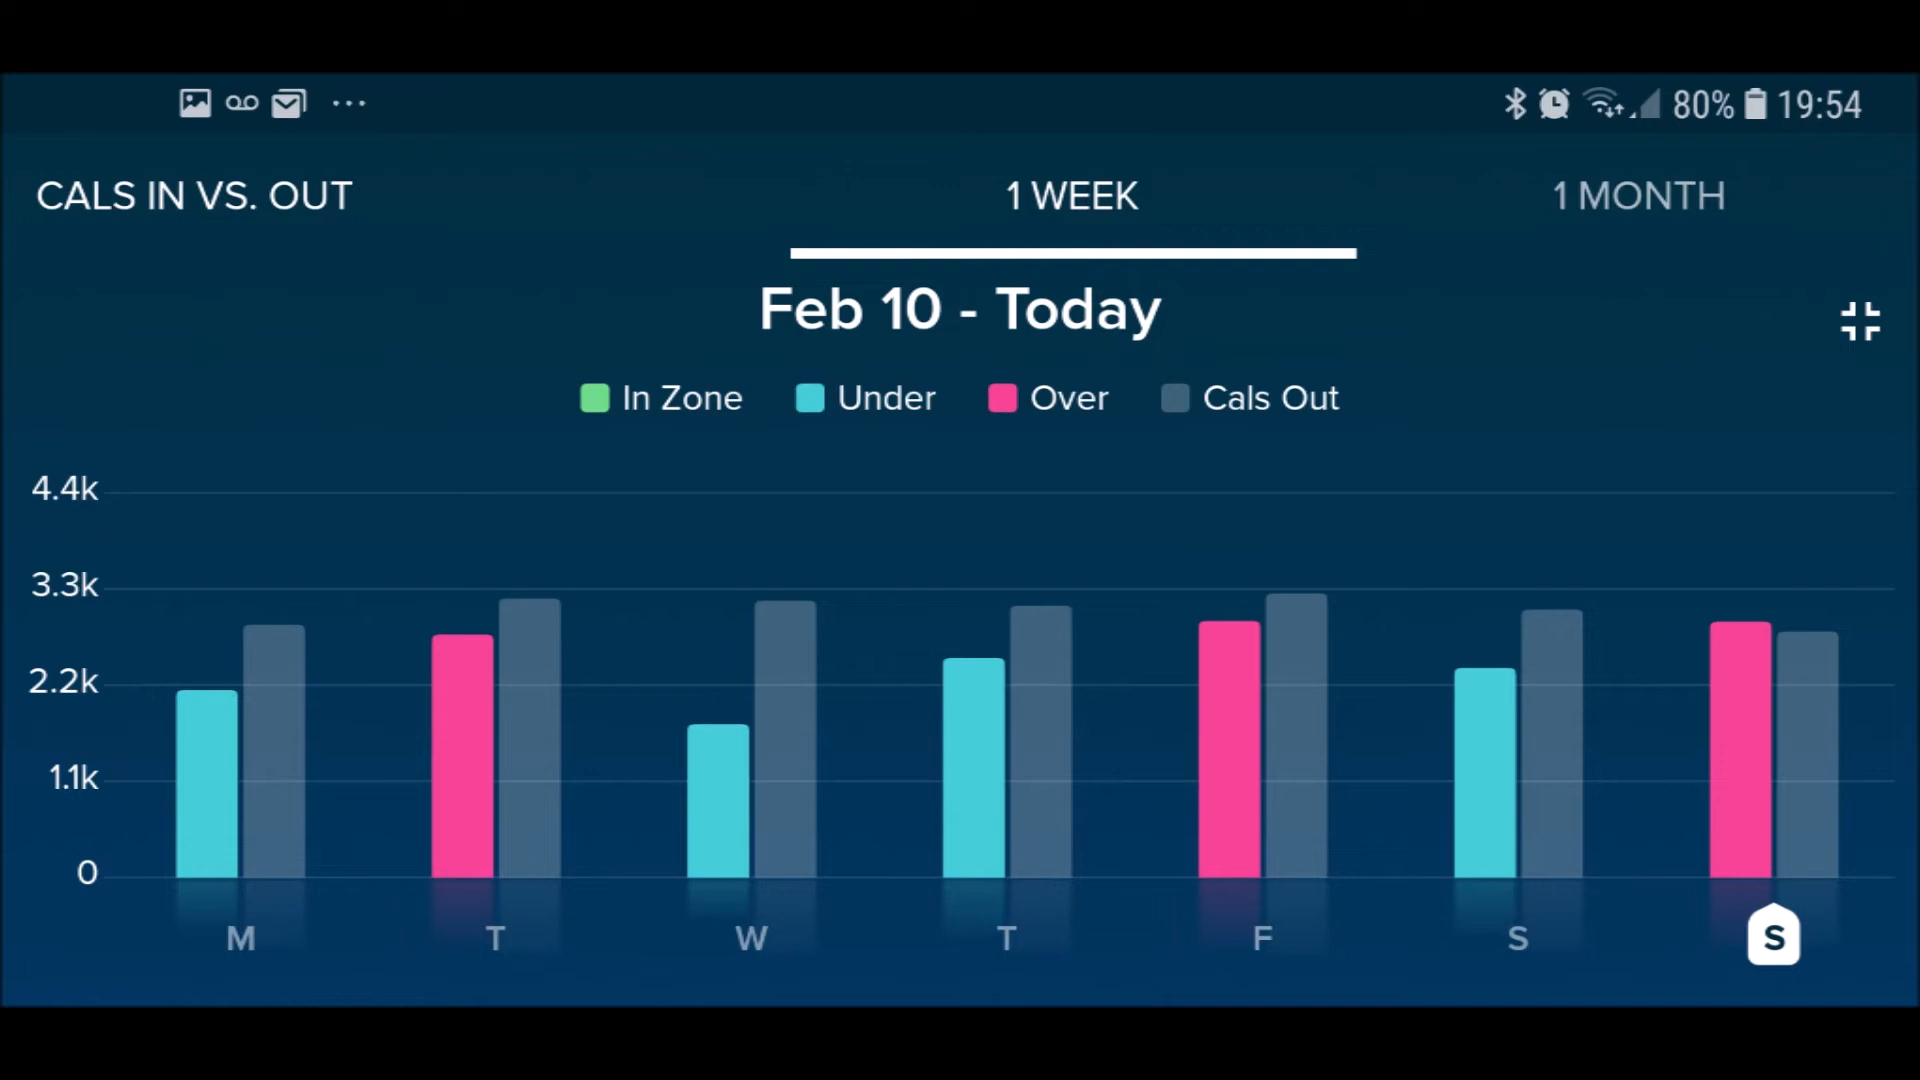 80% 19:54
CALS IN VS. OUT 1 WEEK 1 MONTH
Feb 10 - Today
In Zone Under Over Cals Out
4.4k
3.3k
2.2k
1.1k
0
M T W T F S S